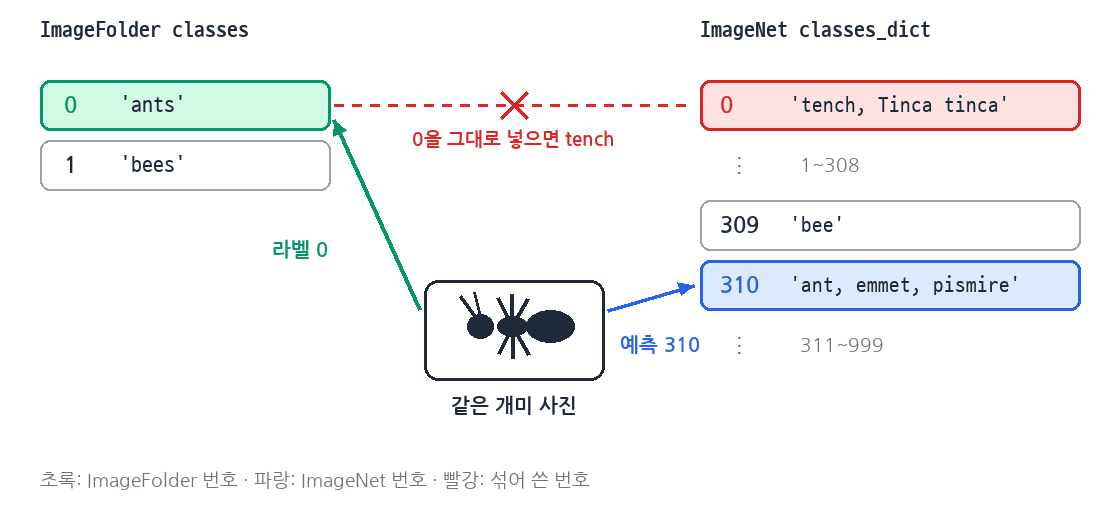 ImageFolder classes
ImageNet classes_dict
0 'ants'
0 'tench, Tinca tinca'
0을 그대로 넣으면 tench
1 'bees'
⋮ 1~308
309 'bee'
라벨 0
310 'ant, emmet, pismire'
예측 310
⋮ 311~999
같은 개미 사진
초록: ImageFolder 번호 · 파랑: ImageNet 번호 · 빨강: 섞어 쓴 번호